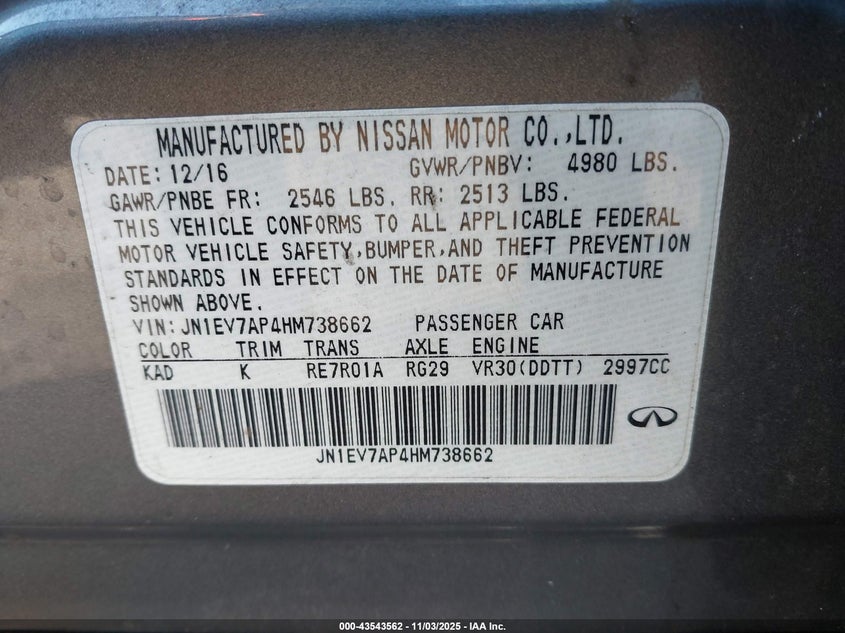 MANUFACTURED BY NISSAN MOTOR CO.,LTD.
DATE: 12/16 GVWR/PNBV: 4980 LBS.
GAWR/PNBE FR: 2546 LBS. RR: 2513 LBS.
THIS VEHICLE CONFORMS TO ALL APPLICABLE FEDERAL
MOTOR VEHICLE SAFETY,BUMPER,AND THEFT PREVENTION
STANDARDS IN EFFECT ON THE DATE OF MANUFACTURE
SHOWN ABOVE.
VIN: JN1EV7AP4HM738662 PASSENGER CAR
COLOR TRIM TRANS AXLE ENGINE
KAD K RE7R01A RG29 VR30(DDTT) 2997CC
JN1EV7AP4HM738662
000-43543562 - 11/03/2025 - IAA Inc.